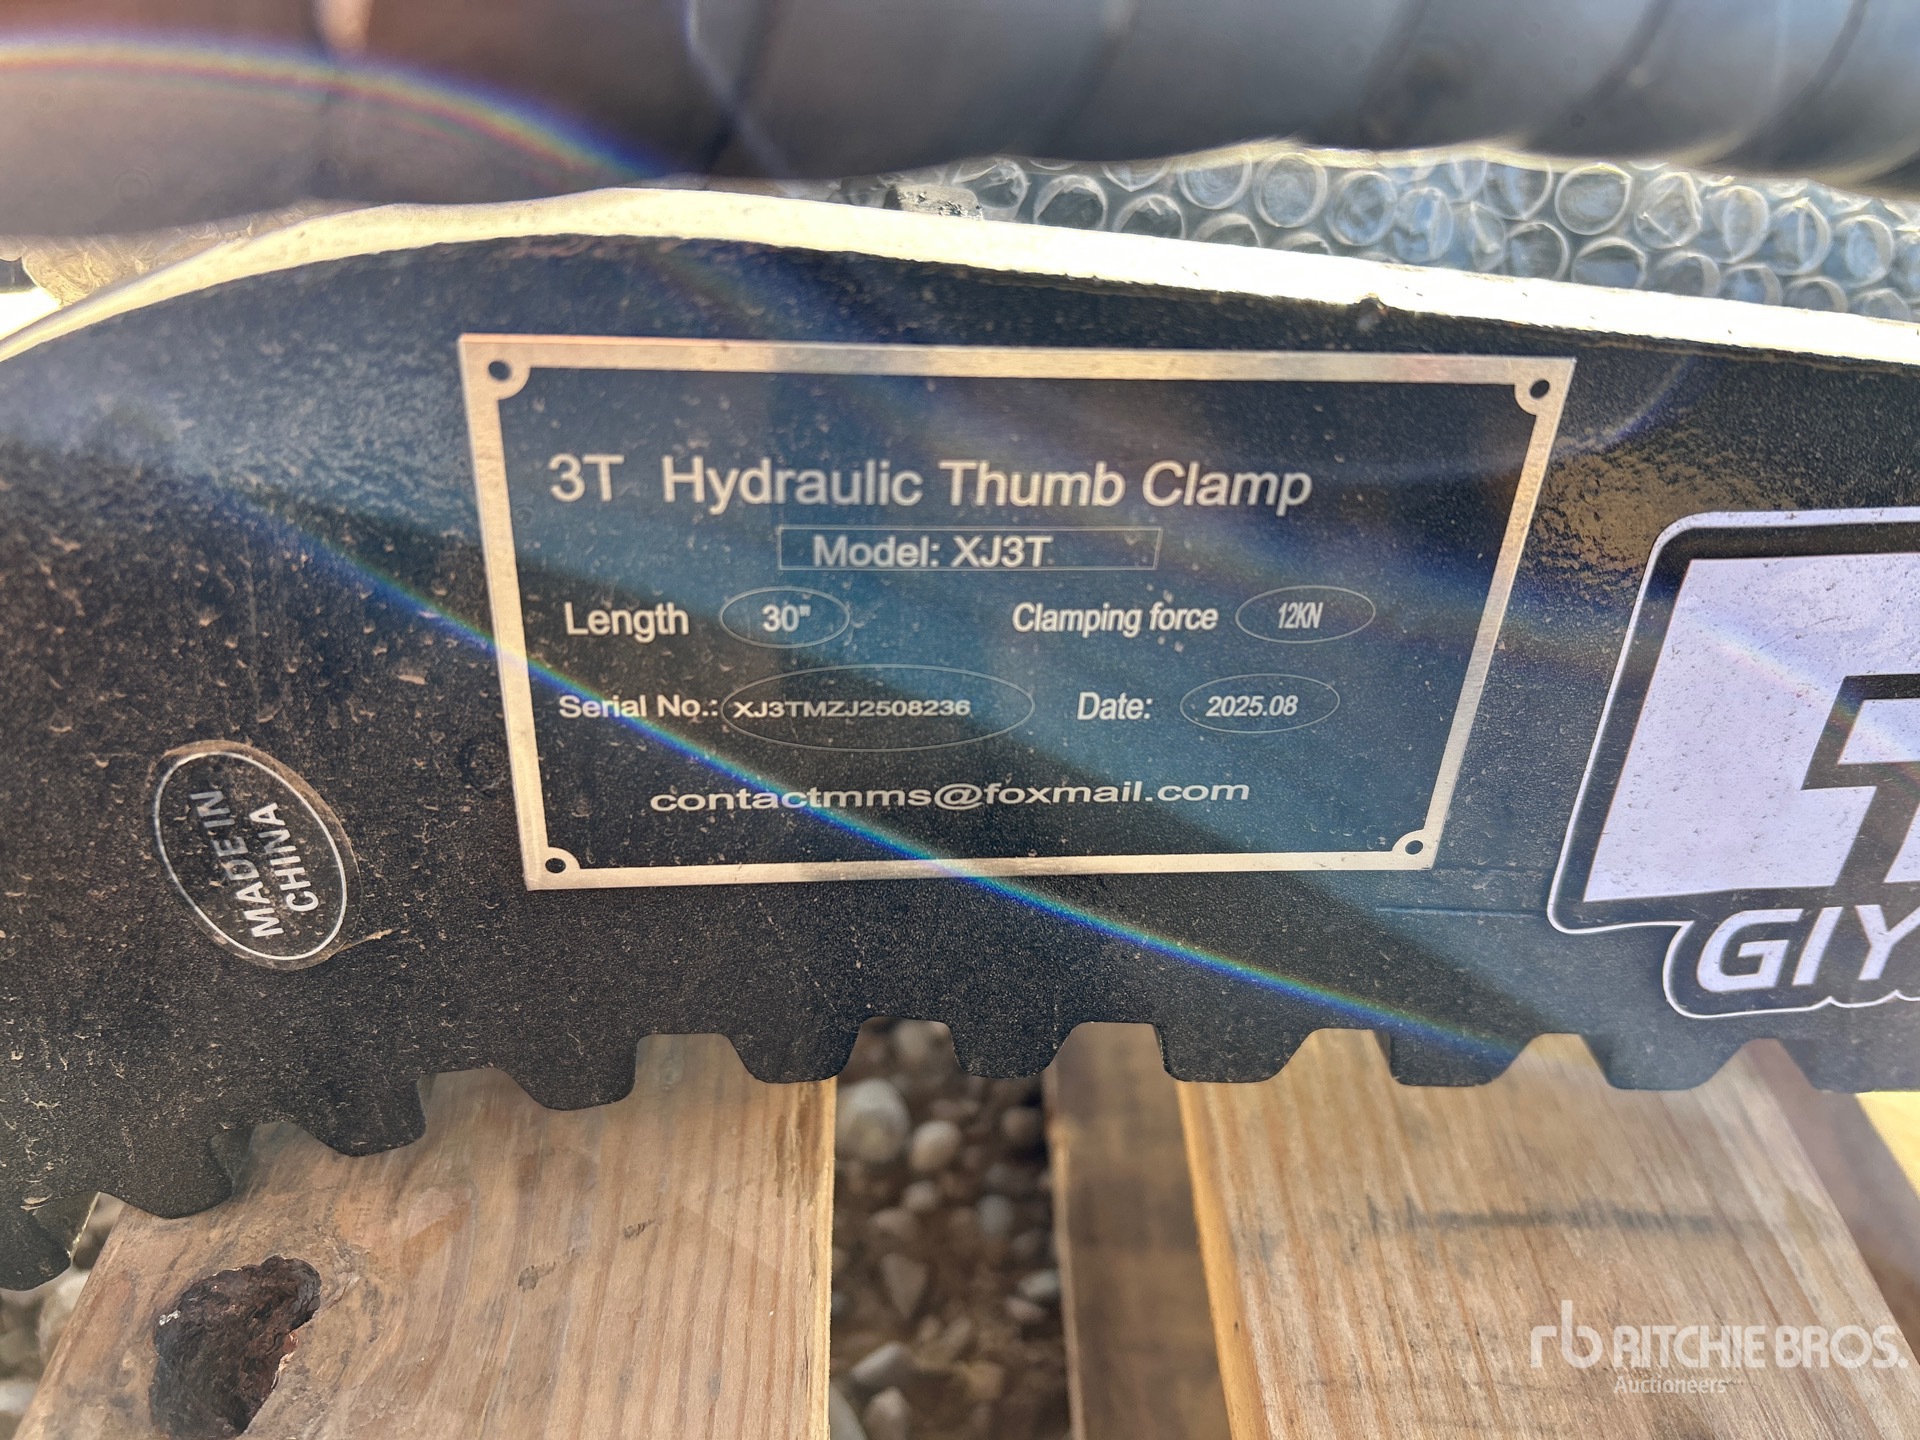 3T Hydraulic Thumb Clamp
Model: XJ3T
Length 30" Clamping force 12KN
Serial No.: XJ3TMZJ2508236 Date: 2025.08
contactmms@foxmail.com
MADE IN
CHINA
GIY
rb RITCHIE BROS.
Auctioneers